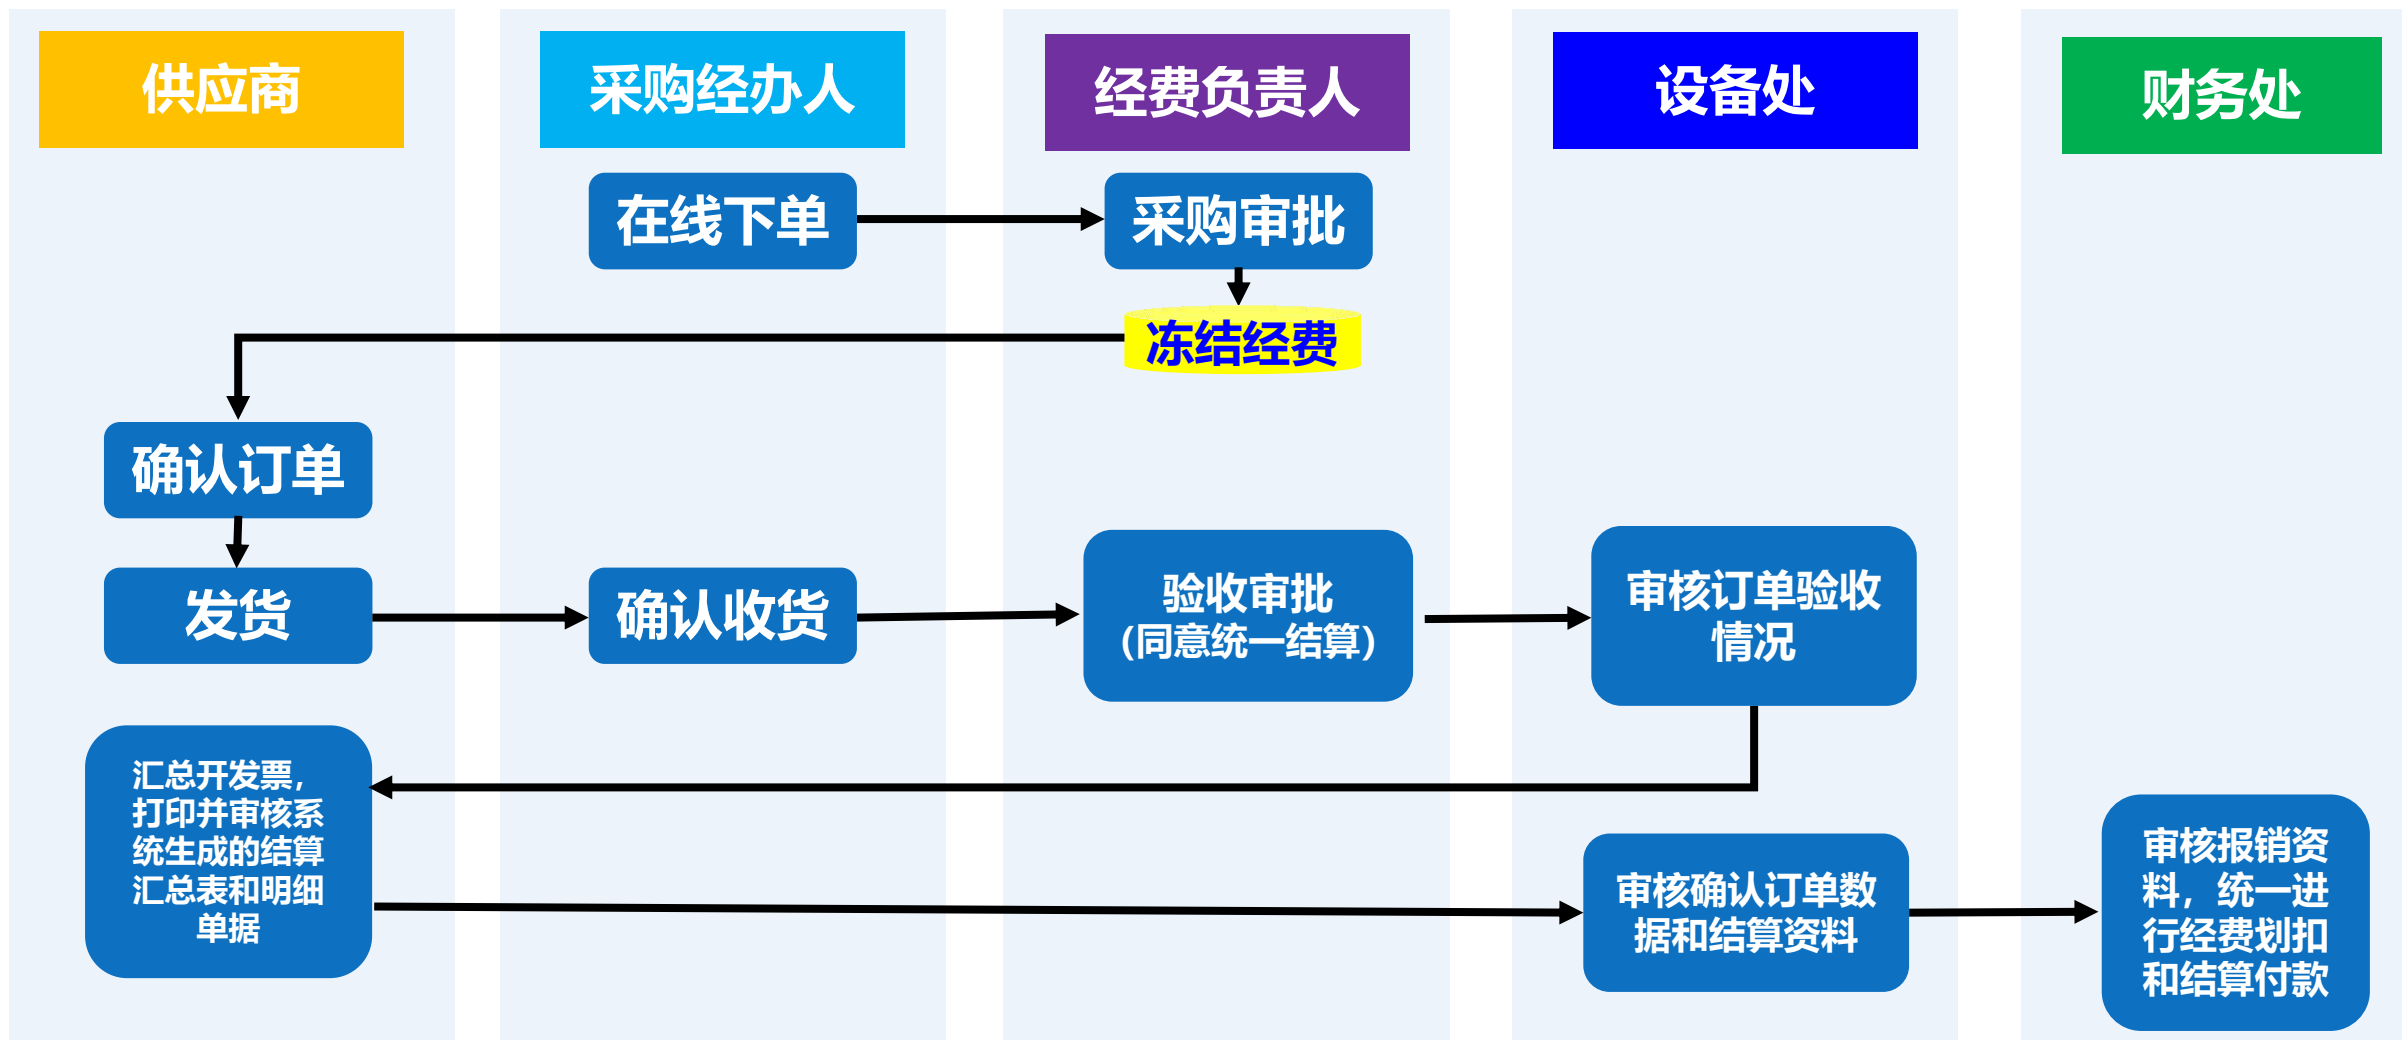 供应商
采购经办人
经费负责人
设备处
财务处
在线下单
采购审批
冻结经费
确认订单
发货
确认收货
验收审批
(同意统一结算)
审核订单验收
情况
汇总开发票，
打印并审核系
统生成的结算
汇总表和明细
单据
审核确认订单数
据和结算资料
审核报销资
料，统一进
行经费划扣
和结算付款